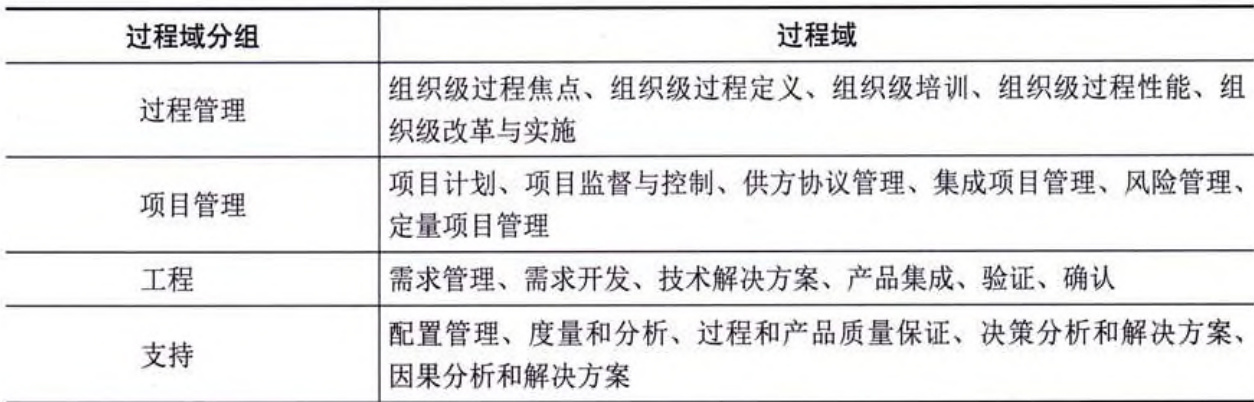 过程域分组 过程域
过程管理
组织级过程焦点、组织级过程定义、组织级培训、组织级过程性能、组
织级改革与实施
项目管理
项目计划、项目监督与控制、供方协议管理、集成项目管理、风险管理、
定量项目管理
工程 需求管理、需求开发、技术解决方案、产品集成、验证、确认
支持
配置管理、度量和分析、过程和产品质量保证、决策分析和解决方案、
因果分析和解决方案